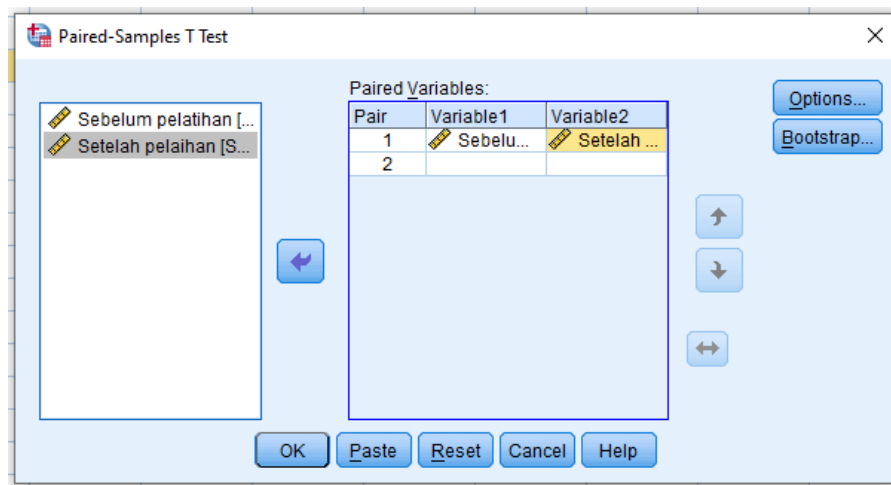 Paired-Samples T Test
Sebelum pelatihan [...
Setelah pelaihan [S...
Paired Variables:
Pair Variable1 Variable2
1 Sebelu... Setelah ...
2
Options...
Bootstrap...
OK Paste Reset Cancel Help